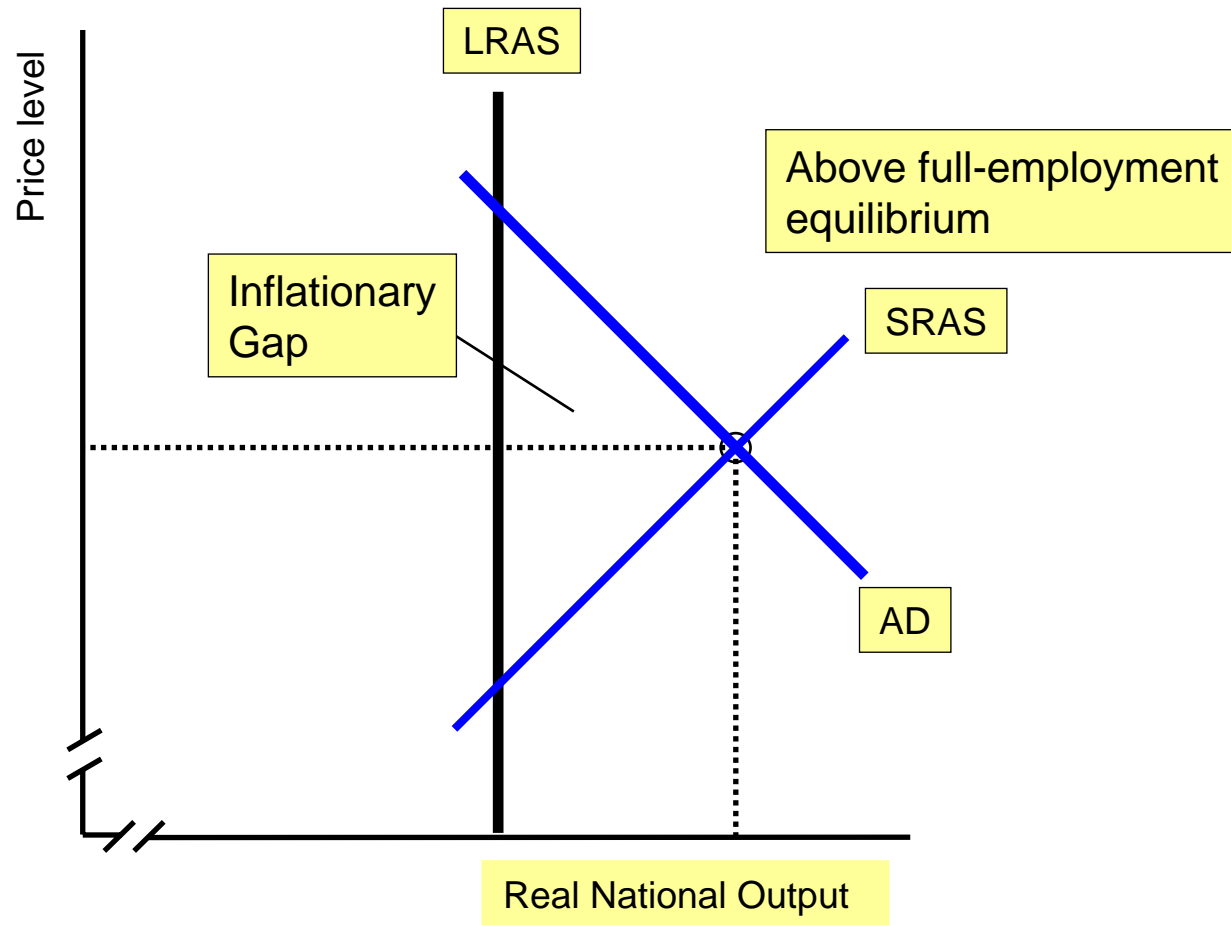 LRAS
Price level
Above full-employment
equilibrium
Inflationary
Gap
SRAS
AD
Real National Output